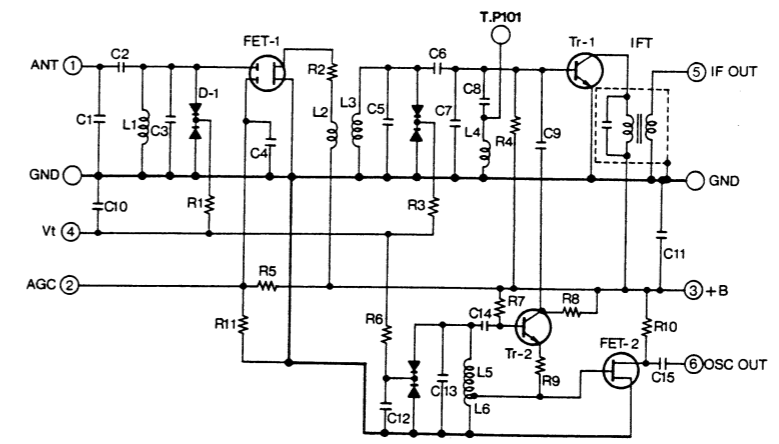 T.P101
FET-1
C2
ANT 1
R2
C6
Tr-1
IFT
5 IF OUT
D-1
L2
L3
C8
C1
L1
C3
C5
C7
L4
R4
C9
C4
GND
GND
C10
R1
R3
Vt 4
C11
AGC 2
R5
3 +B
R11
R6
C14
R7
R8
R10
Tr-2
FET-2
C13
L5
R9
C15
6 OSC OUT
C12
L6